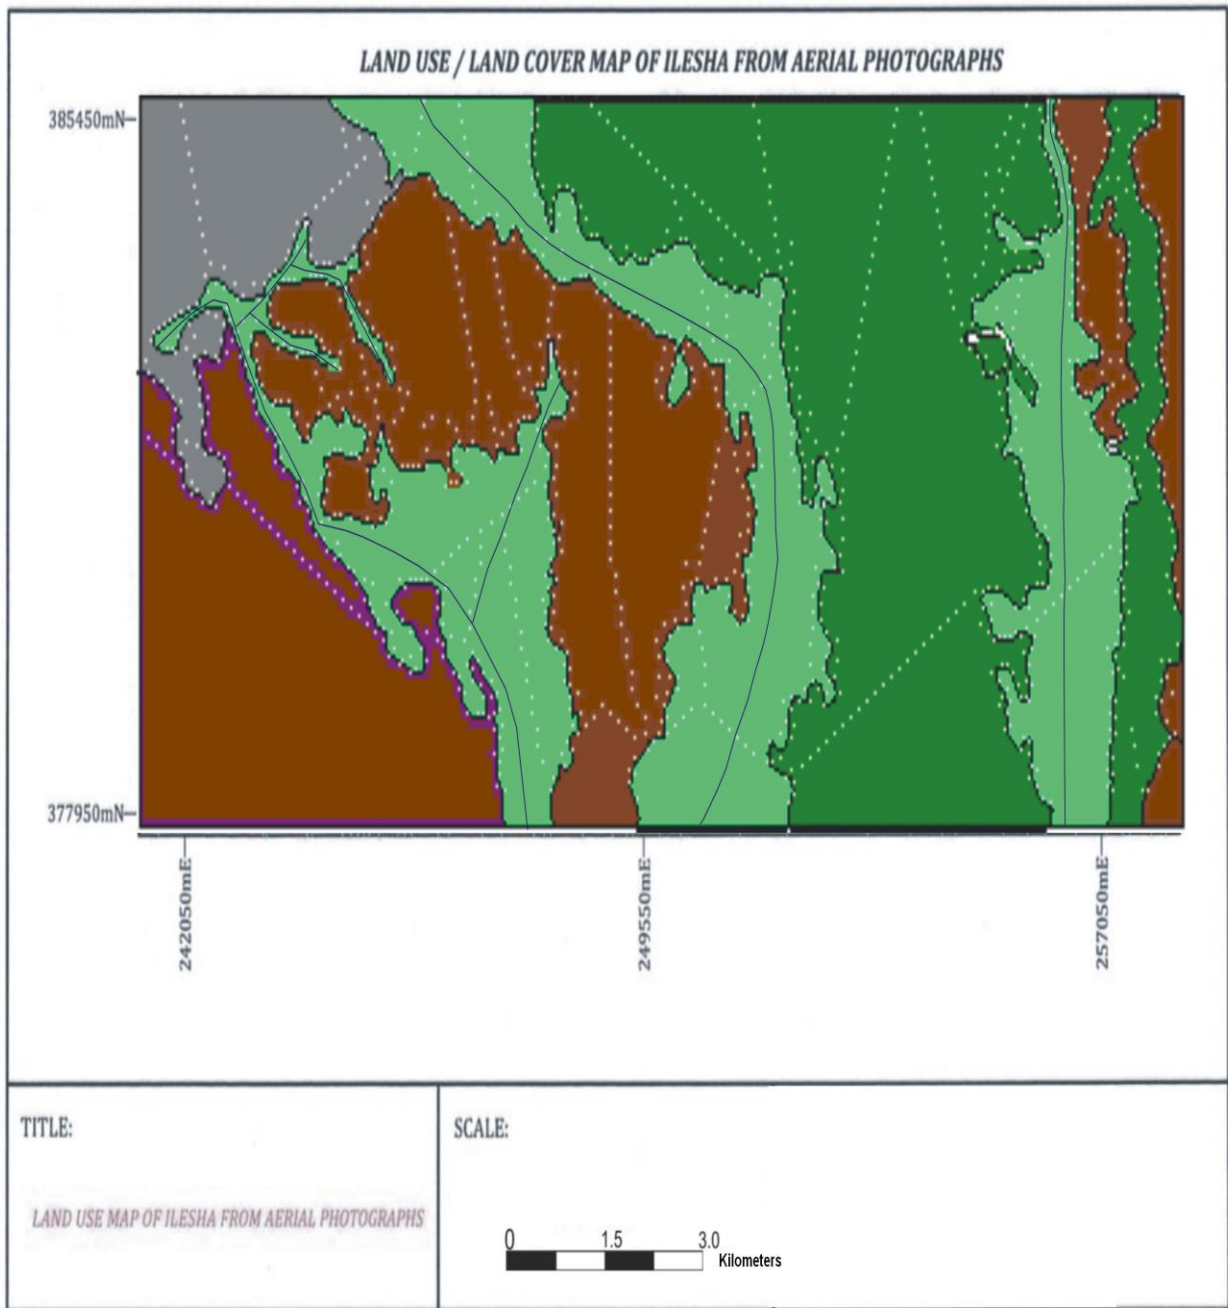 LAND USE / LAND COVER MAP OF ILESHA FROM AERIAL PHOTOGRAPHS
385450mN
377950mN
242050mE
249550mE
257050mE
TITLE:
LAND USE MAP OF ILESHA FROM AERIAL PHOTOGRAPHS
SCALE:
0 1.5 3.0
Kilometers